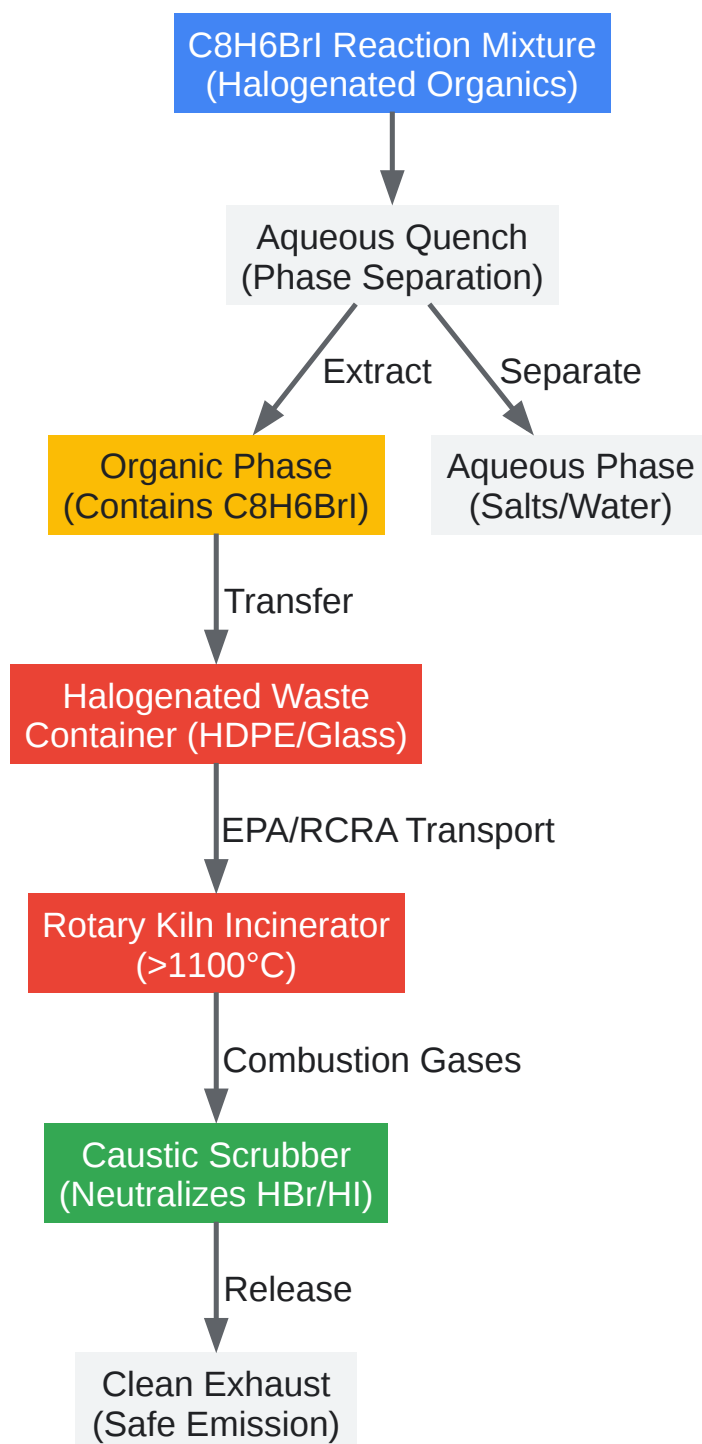 C8H6BrI Reaction Mixture
(Halogenated Organics)
Aqueous Quench
(Phase Separation)
Extract
Separate
Organic Phase
(Contains C8H6BrI)
Aqueous Phase
(Salts/Water)
Transfer
Halogenated Waste
Container (HDPE/Glass)
EPA/RCRA Transport
Rotary Kiln Incinerator
(>1100°C)
Combustion Gases
Caustic Scrubber
(Neutralizes HBr/HI)
Release
Clean Exhaust
(Safe Emission)